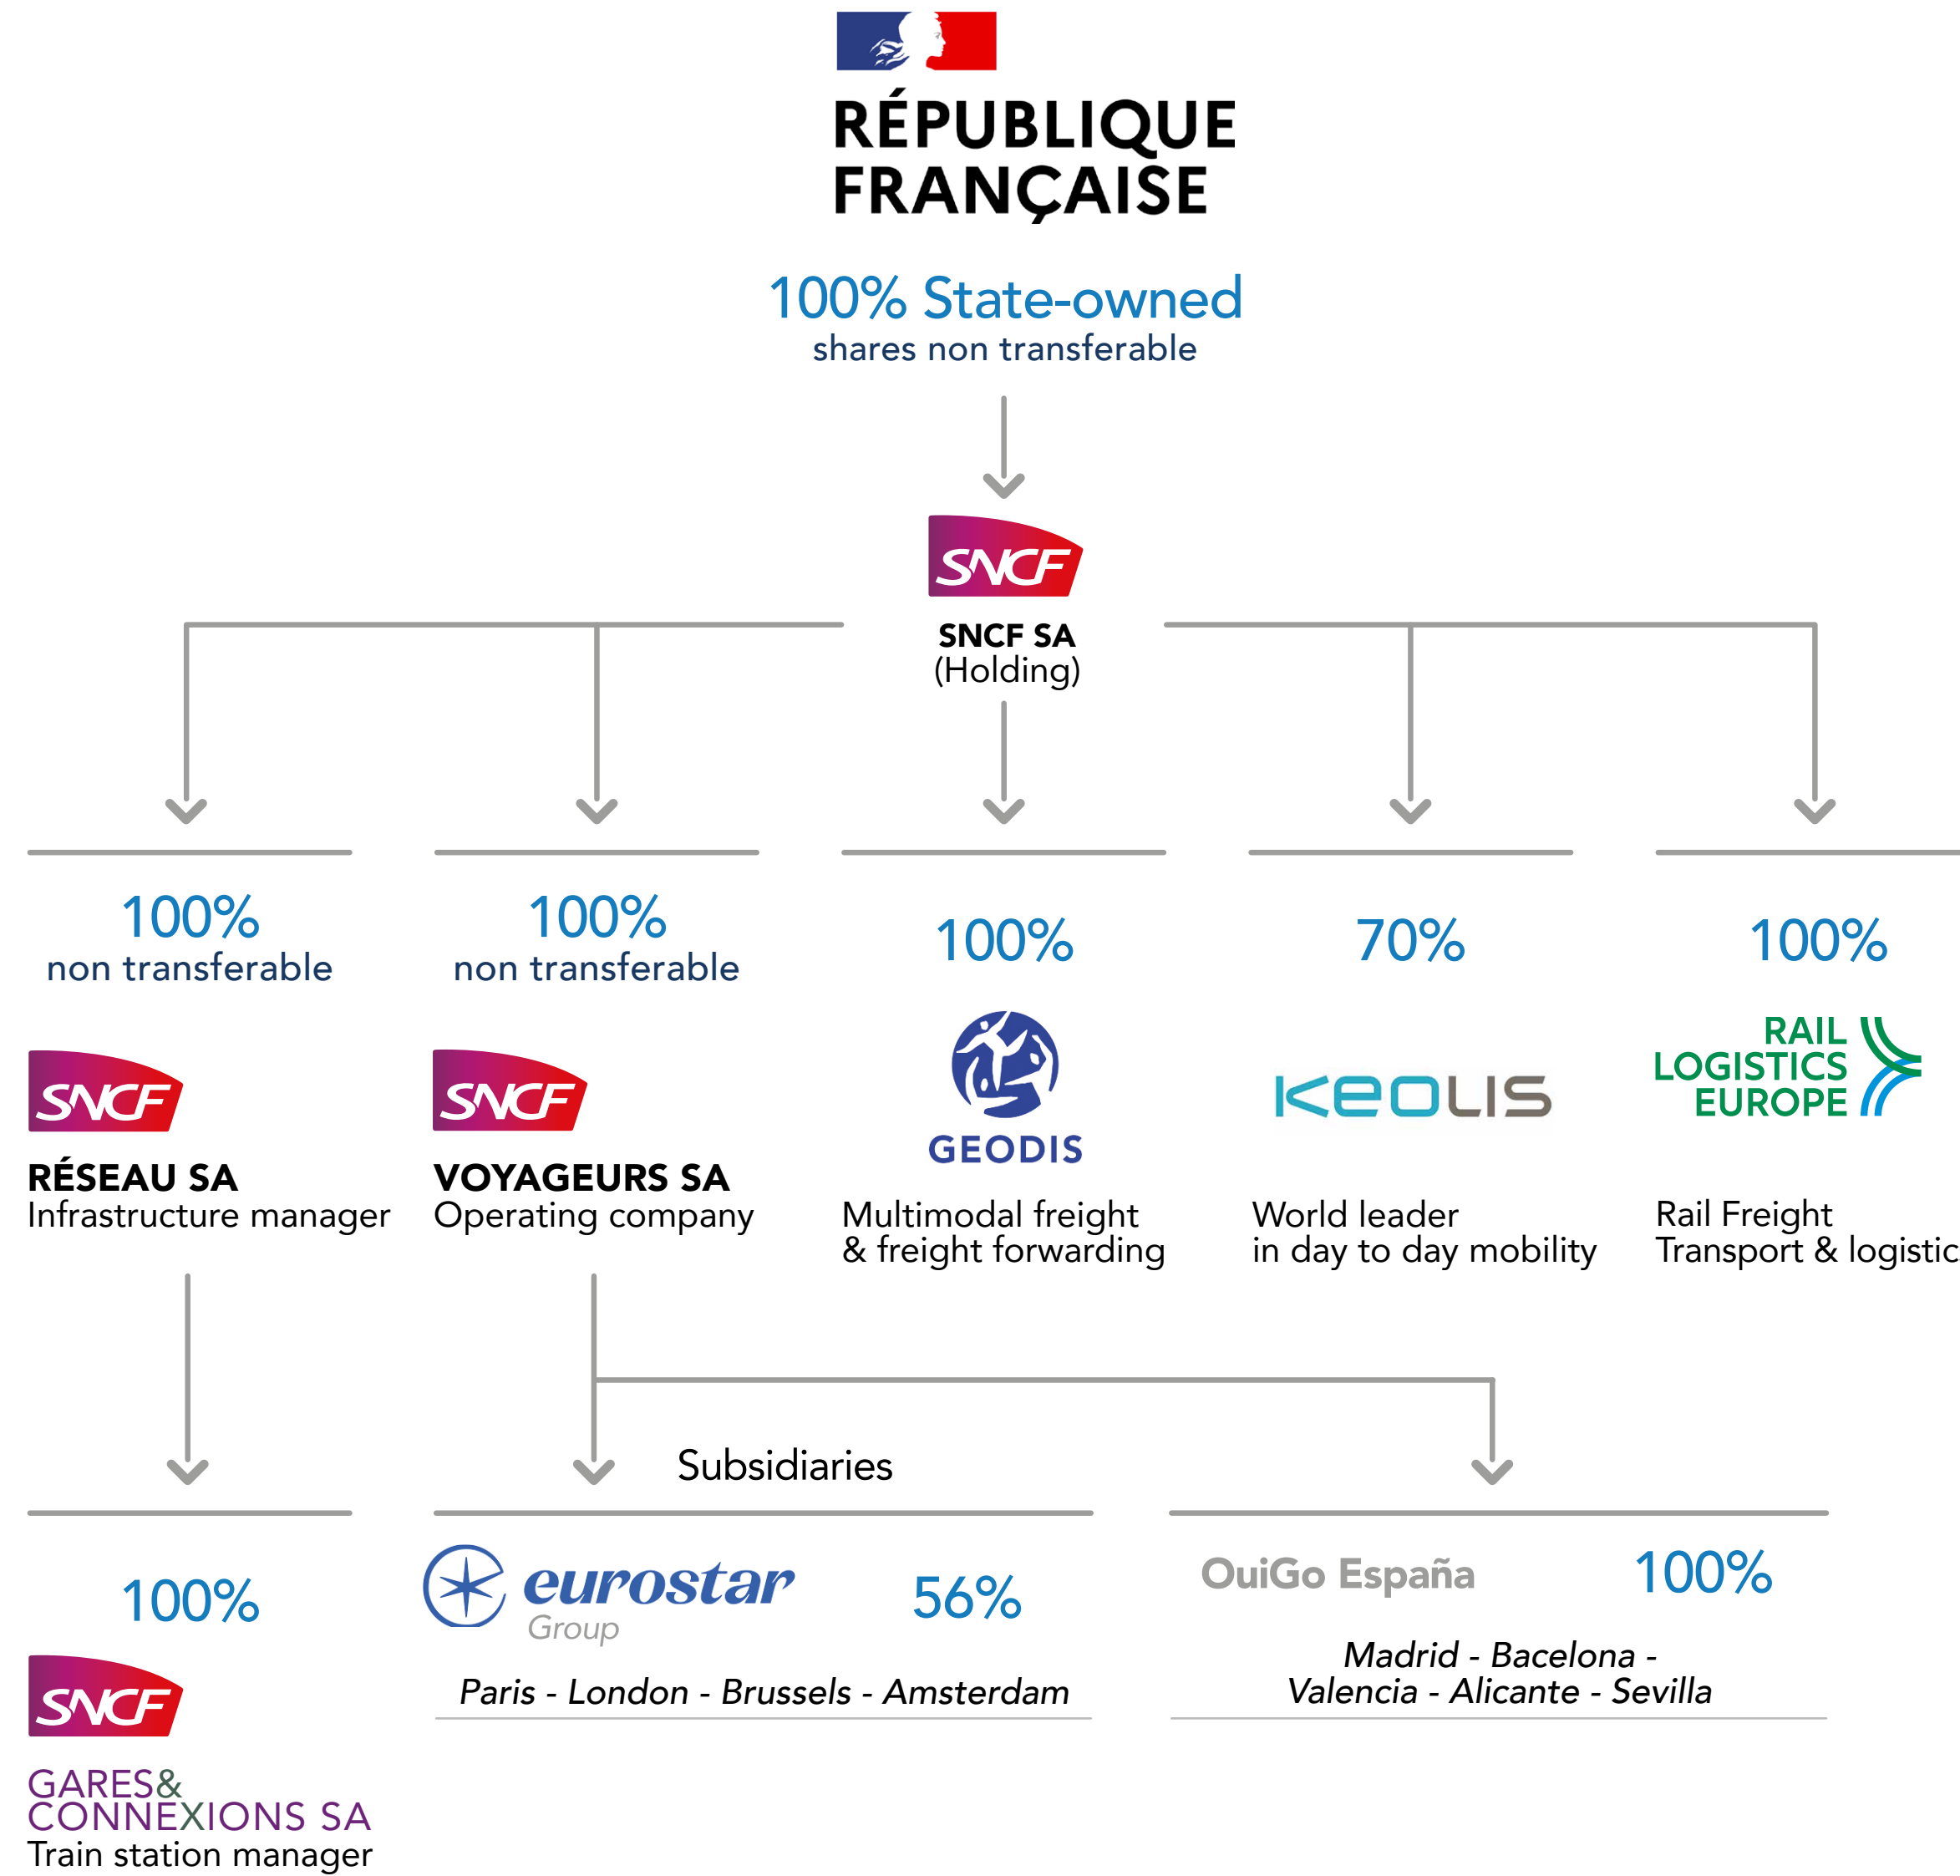 RÉPUBLIQUE
FRANÇAISE
100% State-owned
shares non transferable
SNCF
SNCF SA
(Holding)
100%
non transferable
SNCF
RÉSEAU SA
Infrastructure manager
100%
non transferable
SNCF
VOYAGEURS SA
Operating company
100%
GEODIS
Multimodal freight
& freight forwarding
70%
KEOLIS
World leader
in day to day mobility
100%
RAIL
LOGISTICS
EUROPE
Rail Freight
Transport & logistic
Subsidiaries
100%
SNCF
GARES&
CONNEXIONS SA
Train station manager
eurostar
Group
56%
Paris - London - Brussels - Amsterdam
OuiGo España
100%
Madrid - Bacelona -
Valencia - Alicante - Sevilla